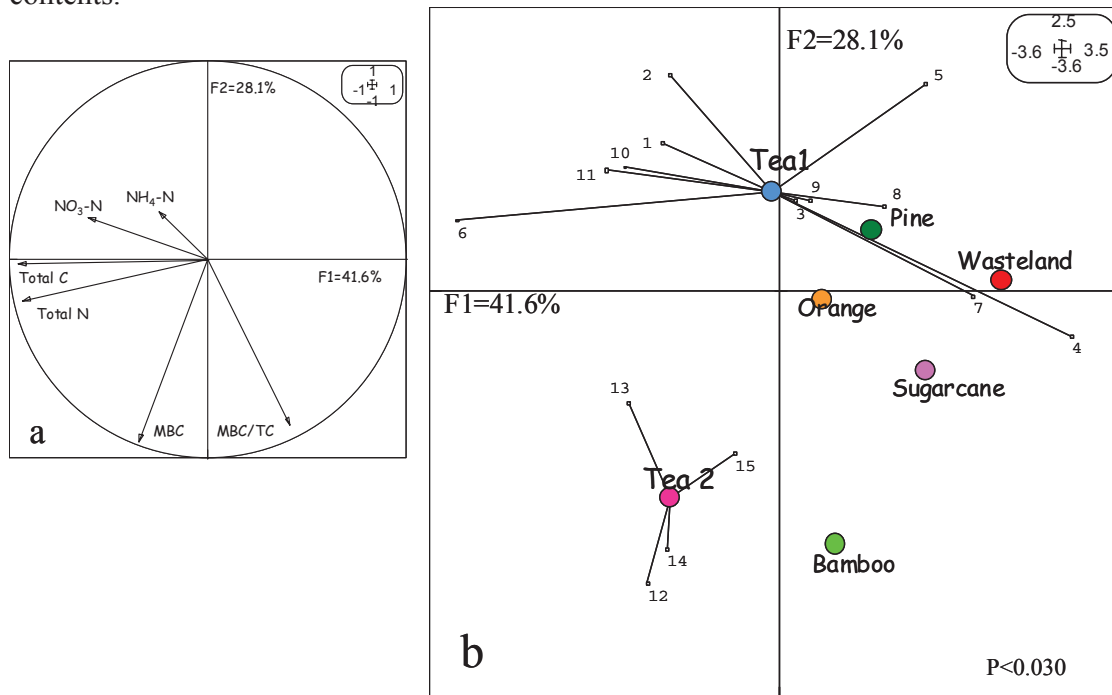 contents.
1
-1 1
-1
F2=28.1%
NH4-N
NO3-N
Total C
F1=41.6%
Total N
MBC
MBC/TC
a
2.5
-3.6 3.5
-3.6
F2=28.1%
2
5
1
Tea1
10
11
9
8
3
Pine
6
Wasteland
F1=41.6%
Orange
7
4
Sugarcane
13
15
Tea 2
14
Bamboo
12
b
P<0.030